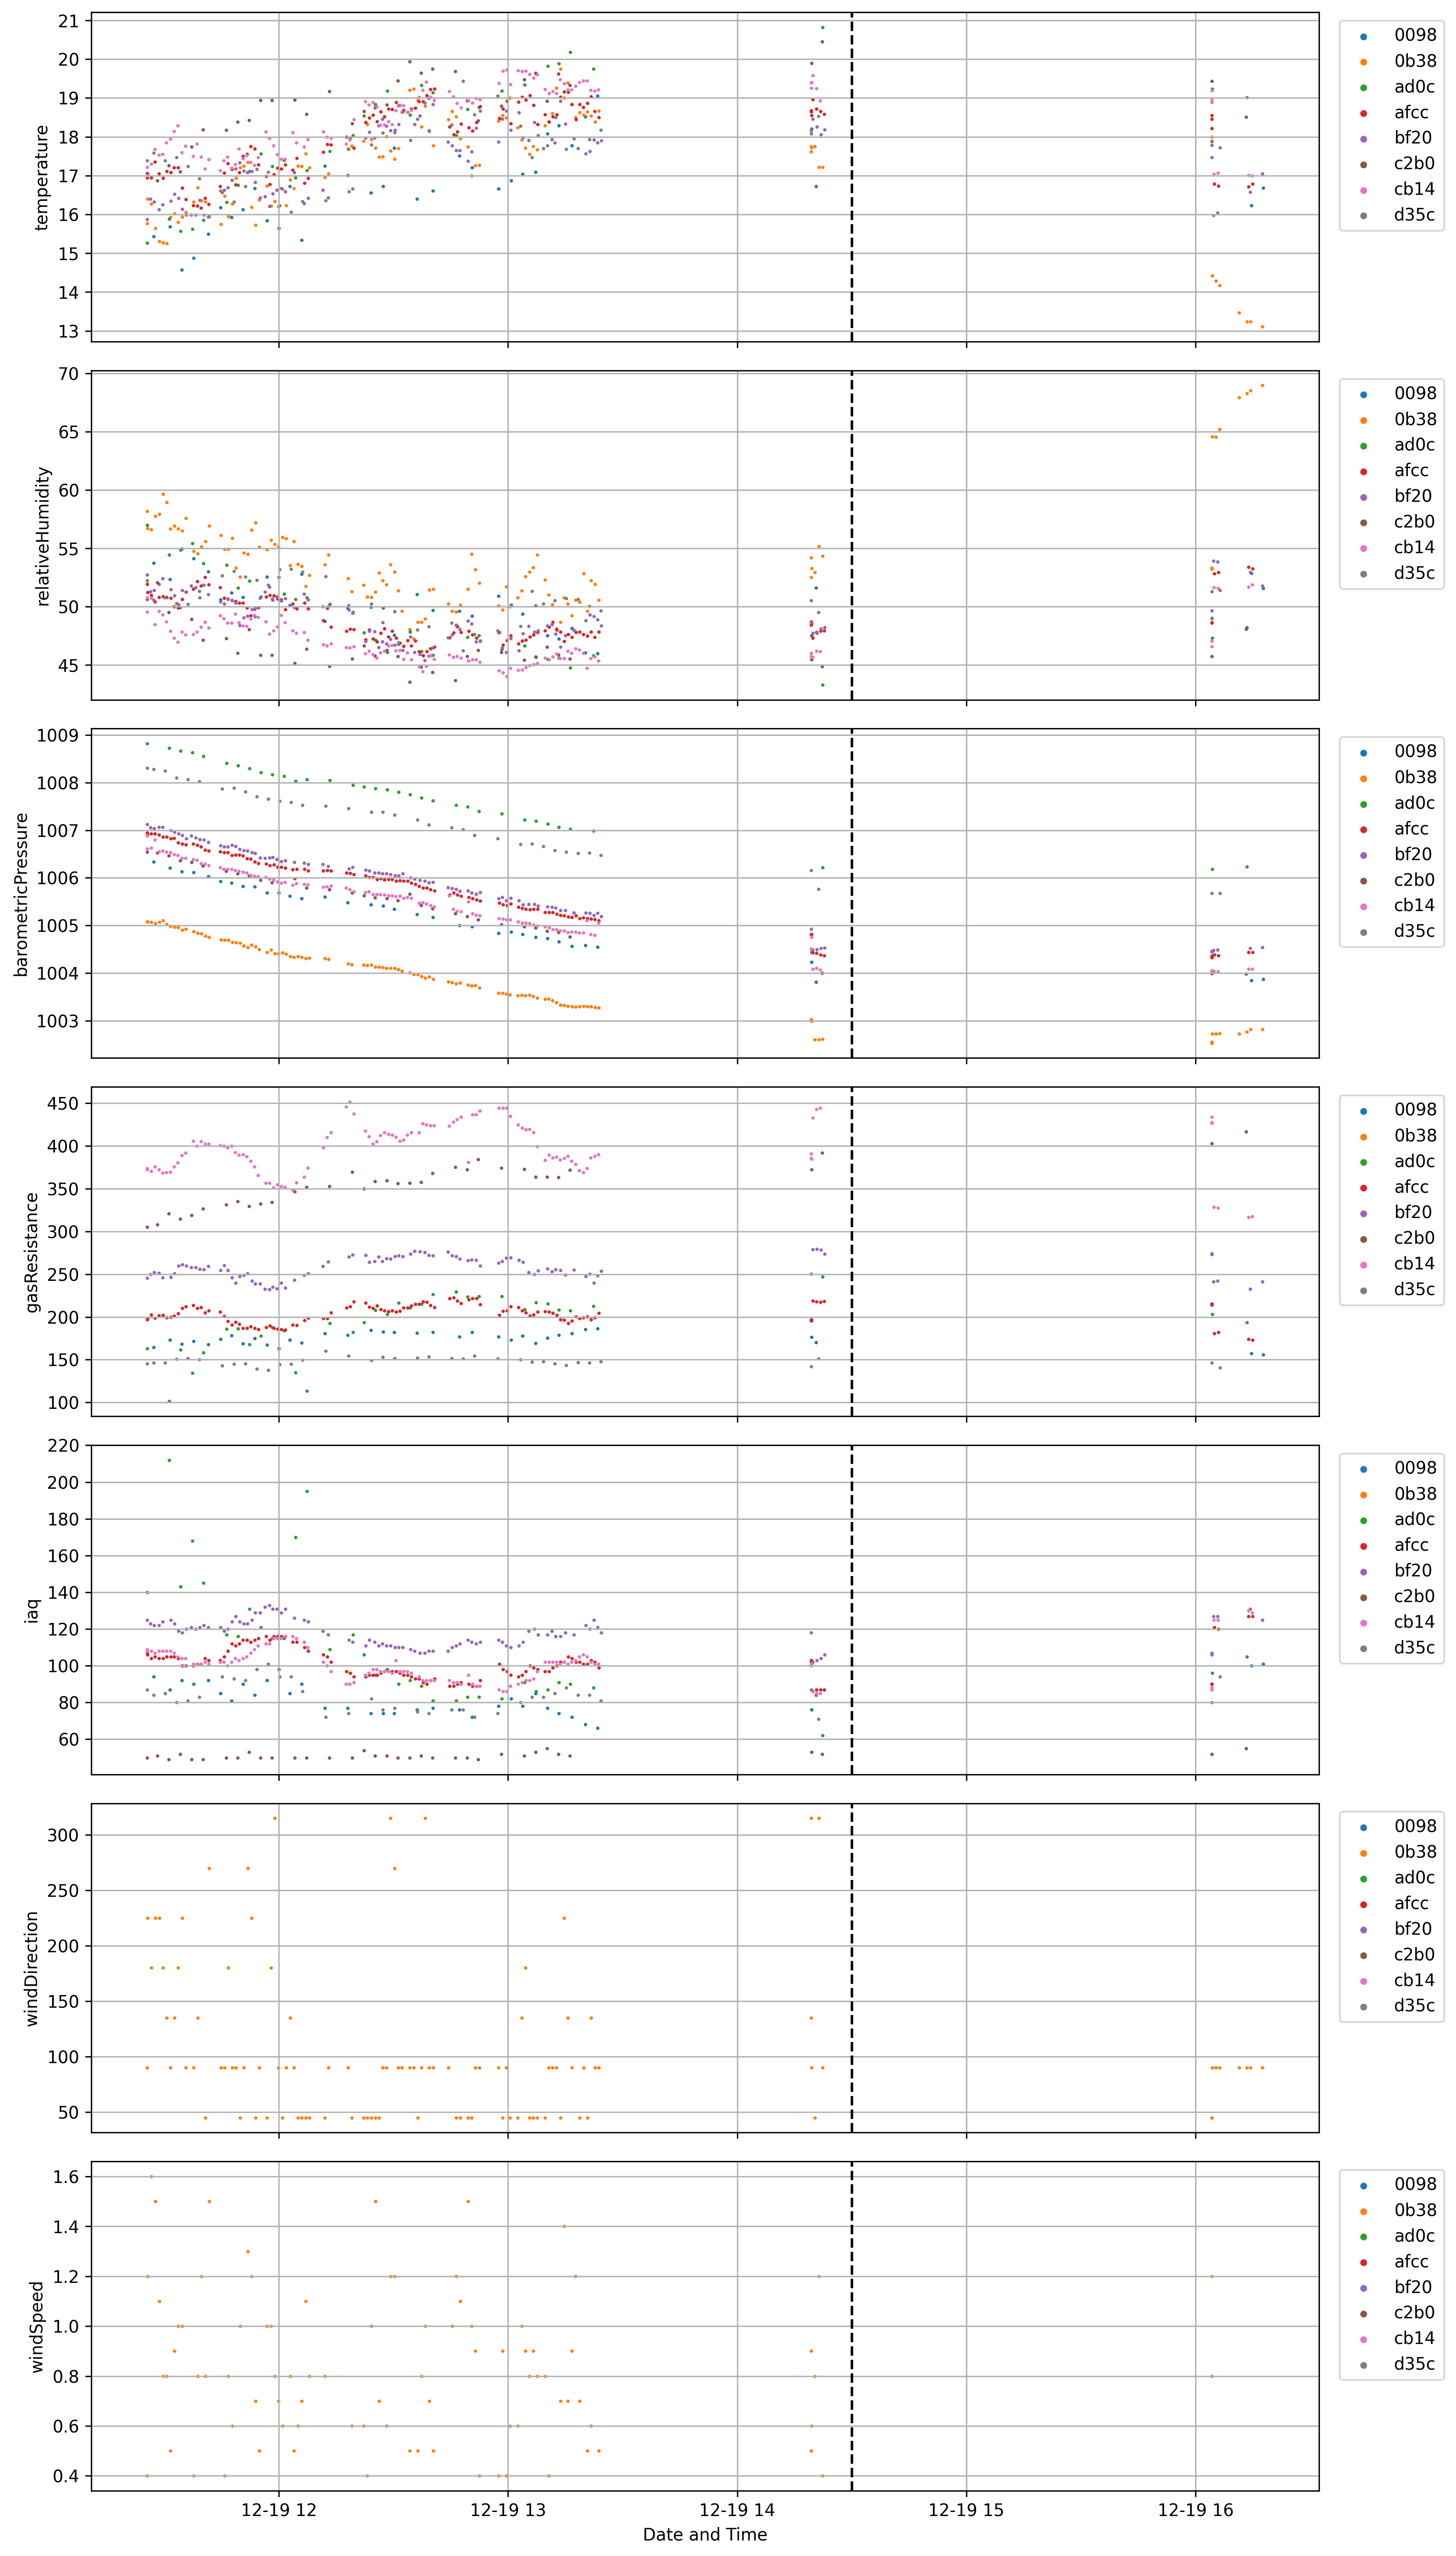 temperature
21
20
19
18
17
16
15
14
13
0098
0b38
ad0c
afcc
bf20
c2b0
cb14
d35c
relativeHumidity
70
65
60
55
50
45
0098
0b38
ad0c
afcc
bf20
c2b0
cb14
d35c
barometricPressure
1009
1008
1007
1006
1005
1004
1003
0098
0b38
ad0c
afcc
bf20
c2b0
cb14
d35c
gasResistance
450
400
350
300
250
200
150
100
0098
0b38
ad0c
afcc
bf20
c2b0
cb14
d35c
iaq
220
200
180
160
140
120
100
80
60
0098
0b38
ad0c
afcc
bf20
c2b0
cb14
d35c
windDirection
300
250
200
150
100
50
0098
0b38
ad0c
afcc
bf20
c2b0
cb14
d35c
windSpeed
1.6
1.4
1.2
1.0
0.8
0.6
0.4
0098
0b38
ad0c
afcc
bf20
c2b0
cb14
d35c
12-19 12 12-19 13 12-19 14 12-19 15 12-19 16
Date and Time